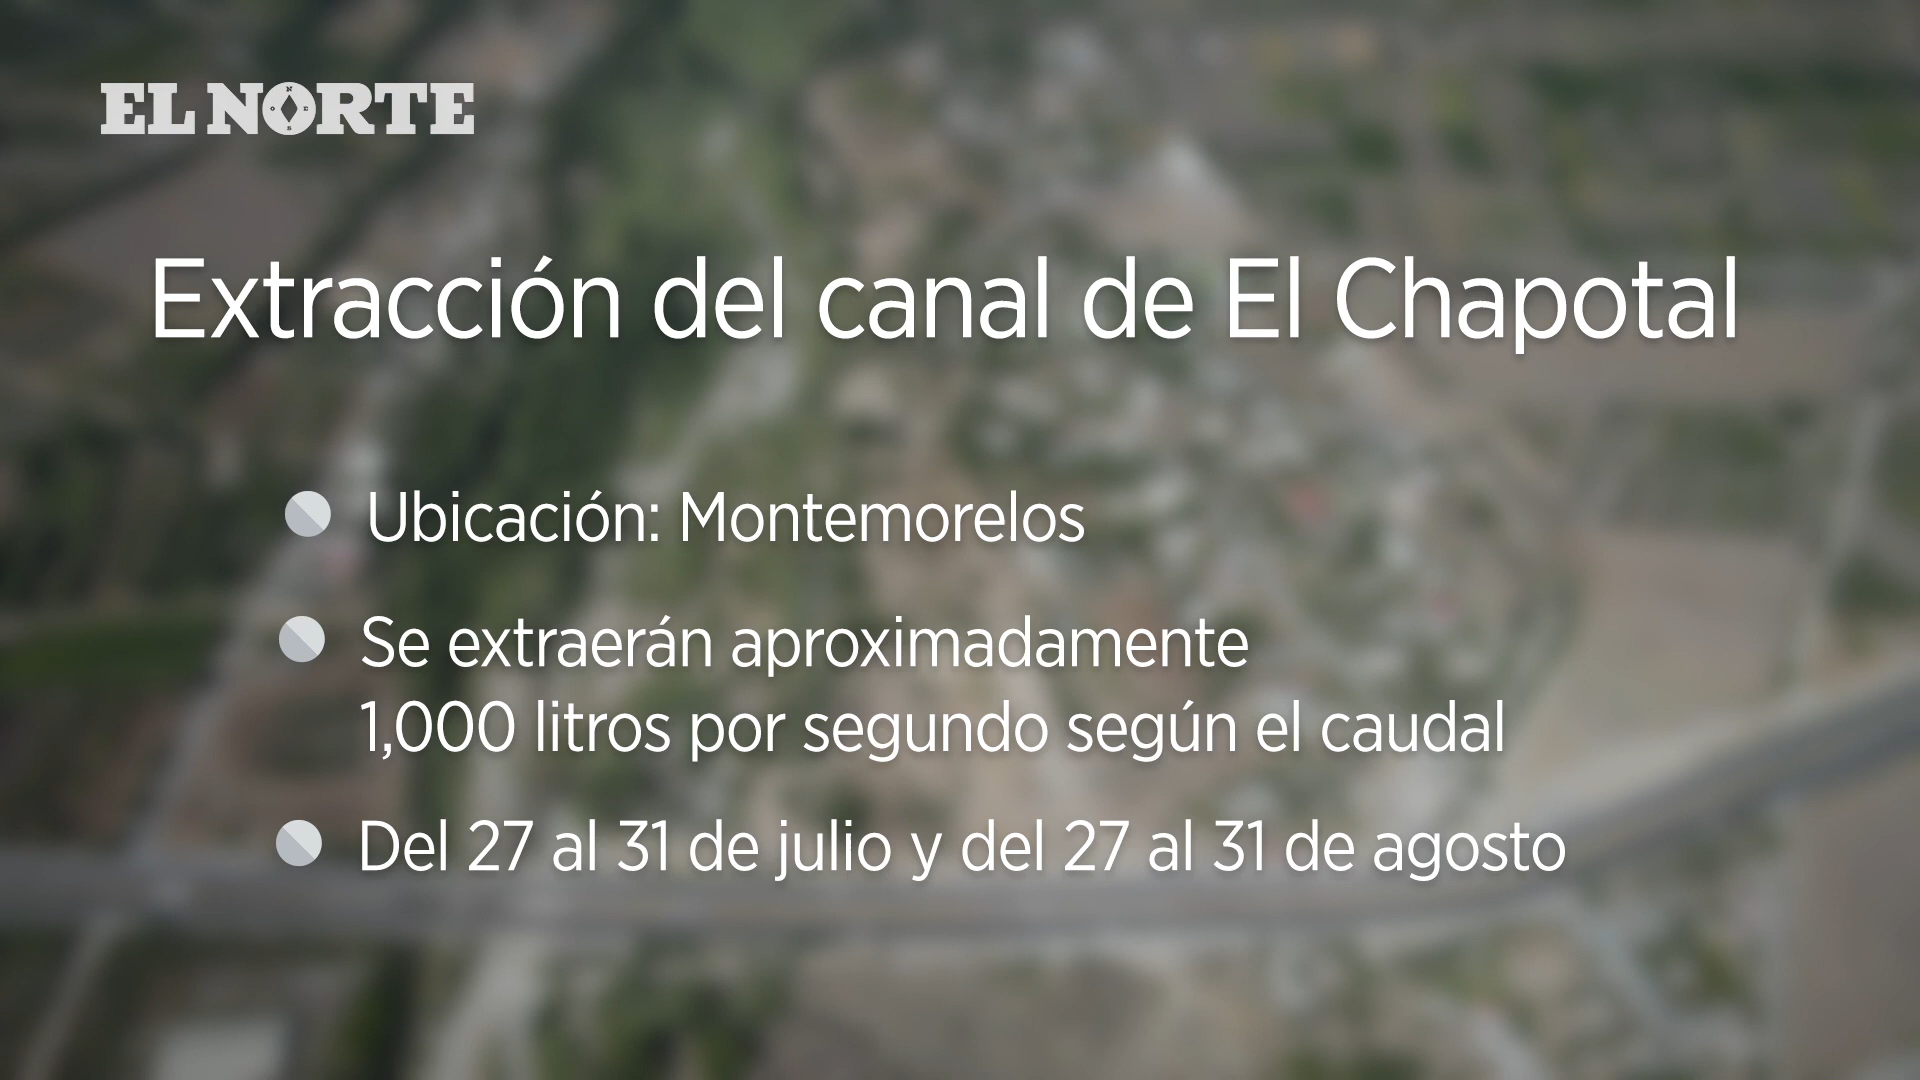 EL NORTE
Extracción del canal de El Chapotal
Ubicación: Montemorelos
Se extraerán aproximadamente
1,000 litros por segundo según el caudal
Del 27 al 31 de julio y del 27 al 31 de agosto